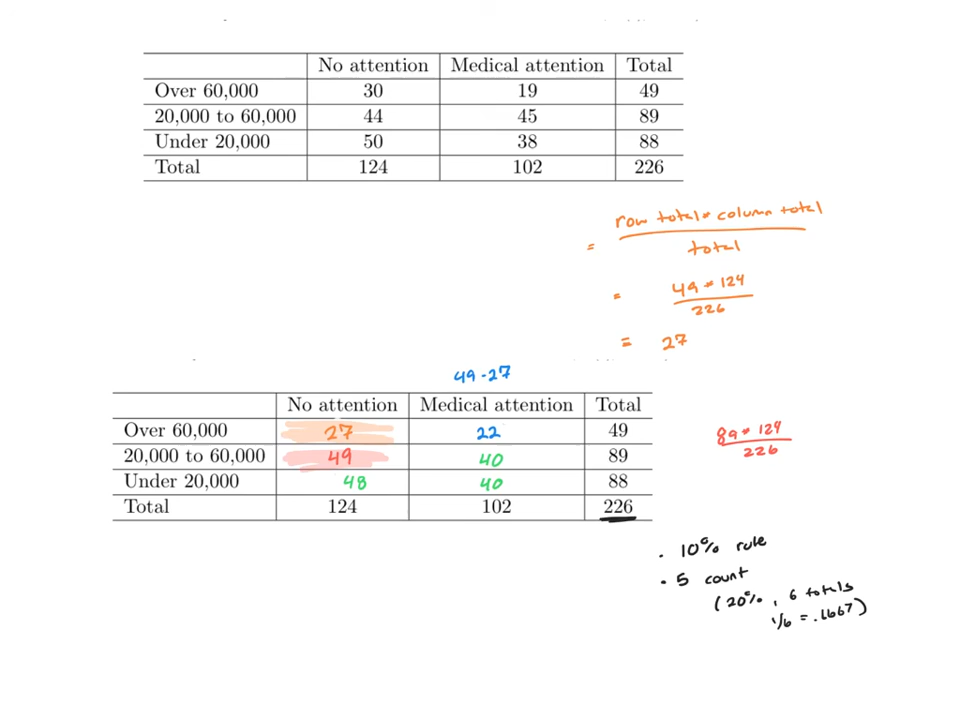 No attention Medical attention Total
Over 60,000 30 19 49
20,000 to 60,000 44 45 89
Under 20,000 50 38 88
Total 124 102 226
row total * column total
= total
= 49 * 124
226
= 27
49 - 27
No attention Medical attention Total
Over 60,000 27 22 49
20,000 to 60,000 49 40 89
Under 20,000 48 40 88
Total 124 102 226
89 * 124
226
• 10% rule
• 5 count
(20%, 6 totals
1/6 = .1667)